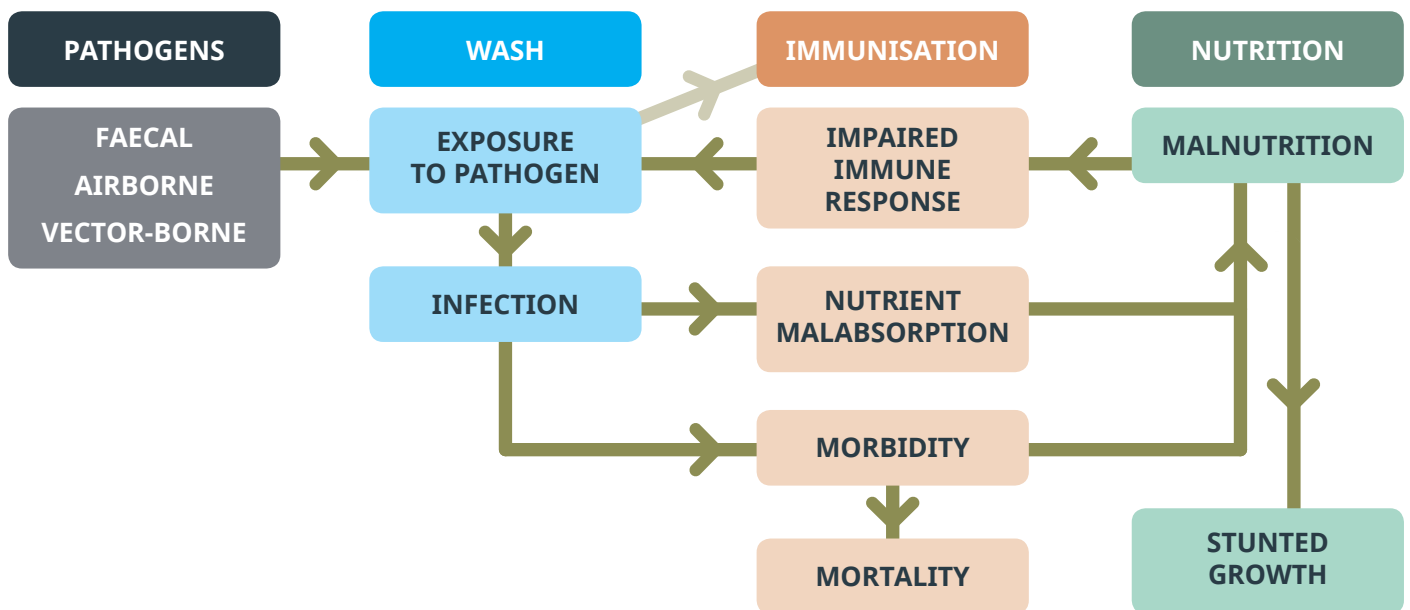 PATHOGENS
WASH
IMMUNISATION
NUTRITION
FAECAL
AIRBORNE
VECTOR-BORNE
EXPOSURE
TO PATHOGEN
IMPAIRED
IMMUNE
RESPONSE
MALNUTRITION
INFECTION
NUTRIENT
MALABSORPTION
MORBIDITY
MORTALITY
STUNTED
GROWTH